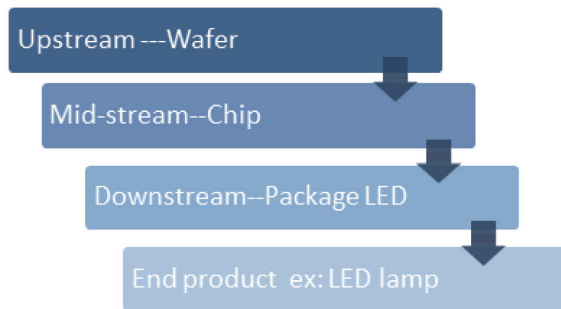 Upstream ---Wafer
Mid-stream--Chip
Downstream--Package LED
End product ex: LED lamp